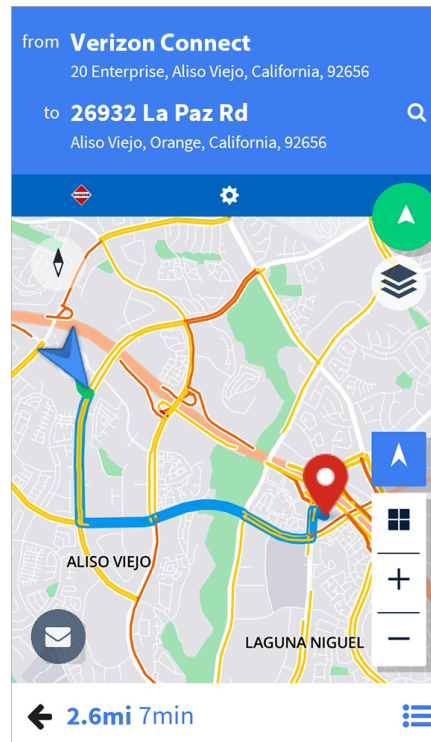 from Verizon Connect
20 Enterprise, Aliso Viejo, California, 92656
to 26932 La Paz Rd
Aliso Viejo, Orange, California, 92656
ALISO VIEJO
LAGUNA NIGUEL
2.6mi 7min